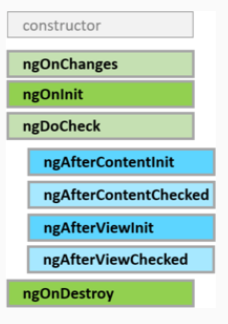 constructor
ngOnChanges
ngOnInit
ngDoCheck
ngAfterContentInit
ngAfterContentChecked
ngAfterViewInit
ngAfterViewChecked
ngOnDestroy